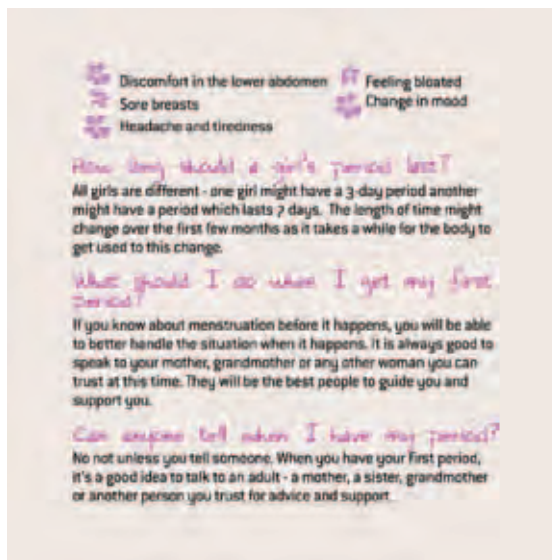 Discomfort in the lower abdomen
Feeling bloated
Sore breasts
Change in mood
Headache and tiredness
How long should a girl's period last?
All girls are different - one girl might have a 3-day period another
might have a period which lasts 7 days. The length of time might
change over the first few months as it takes a while for the body to
get used to this change.
What should I do when I get my first
period?
If you know about menstruation before it happens, you will be able
to better handle the situation when it happens. It is always good to
speak to your mother, grandmother or any other woman you can
trust at this time. They will be the best people to guide you and
support you.
Can anyone tell when I have my period?
No not unless you tell someone. When you have your first period,
it's a good idea to talk to an adult - a mother, a sister, grandmother
or another person you trust for advice and support